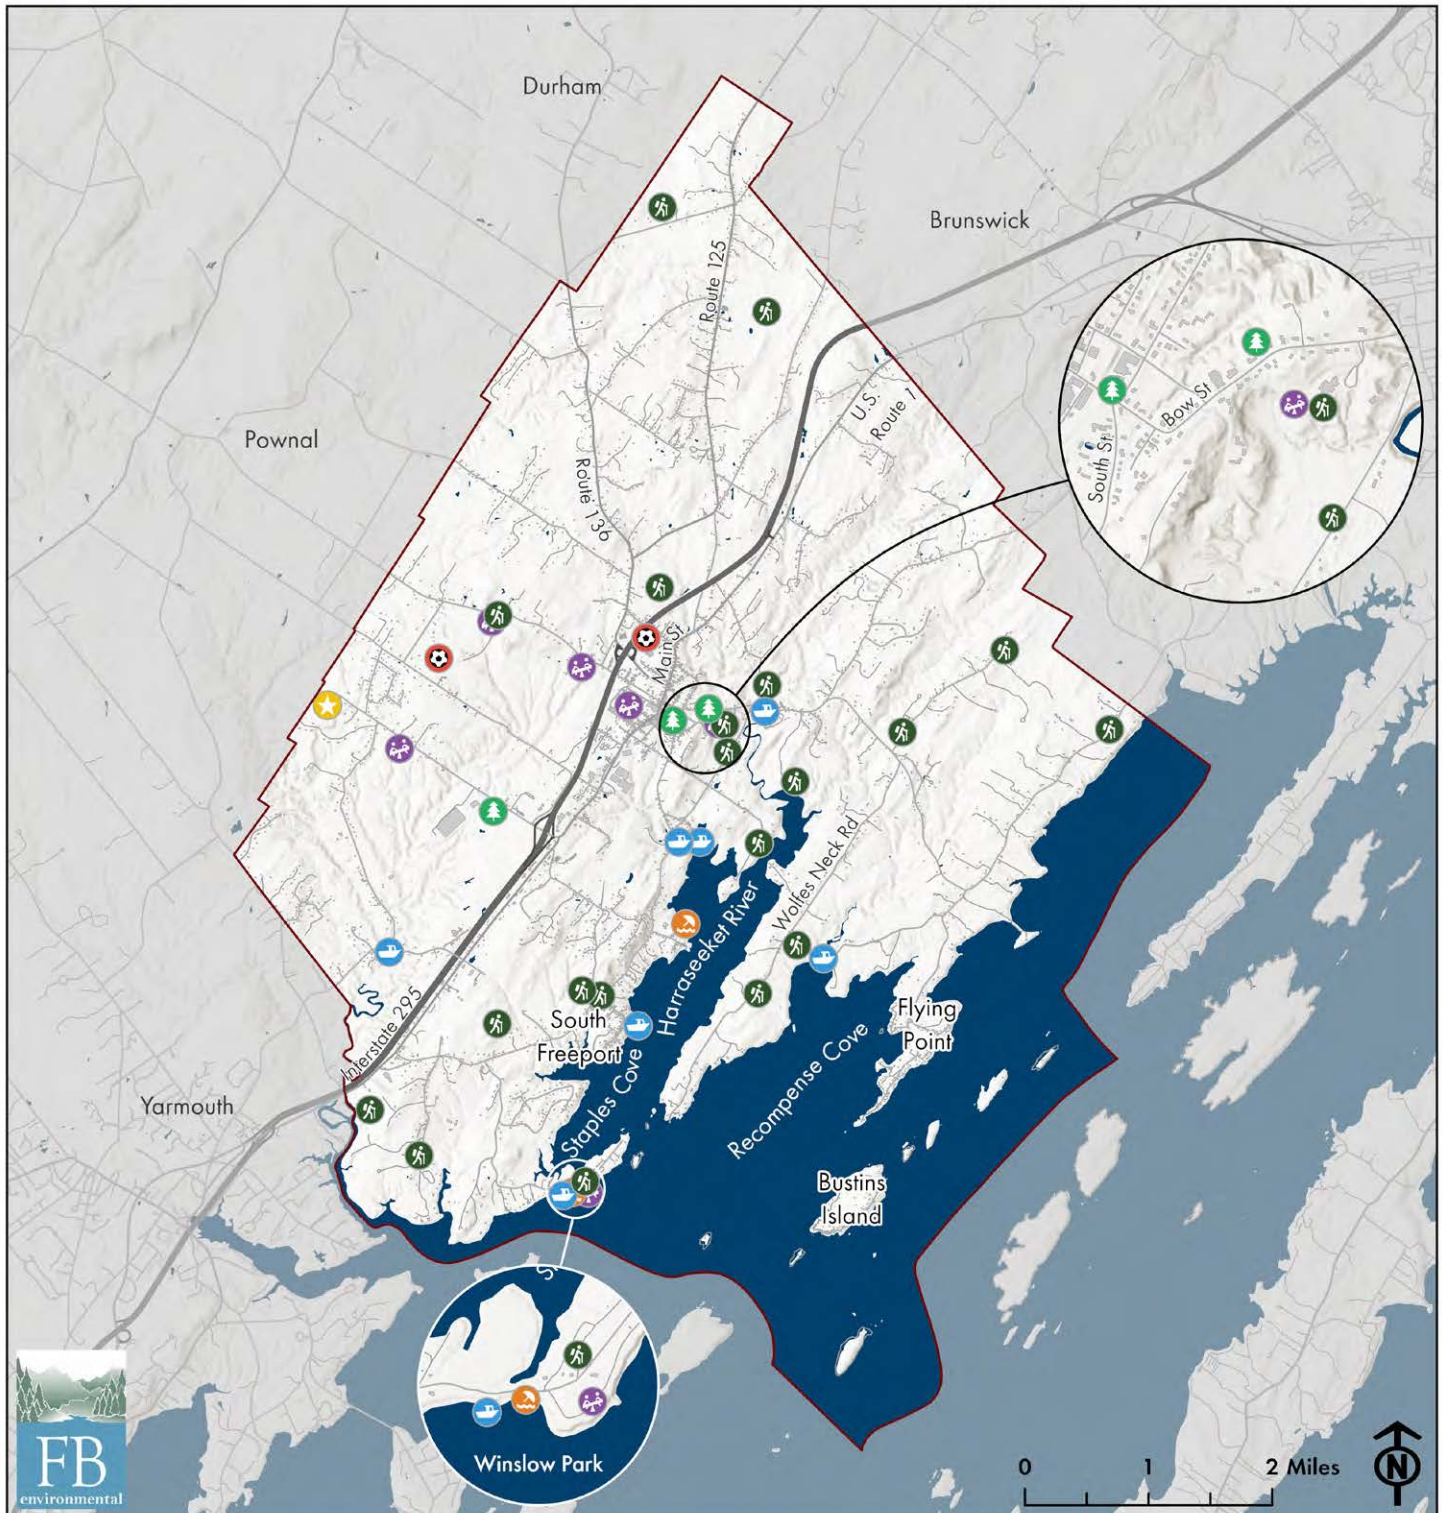 Durham
Brunswick
Route 125
U.S.
Route 1
Pownal
Bow St
South St
Route 136
Main St
Wolfes Neck Rd
Harraseeket River
Flying
Point
South
Freeport
Interstate 295
Staples Cove
Recompense Cove
Yarmouth
Bustins
Island
Winslow Park
0 1 2 Miles
N
FB
environmental